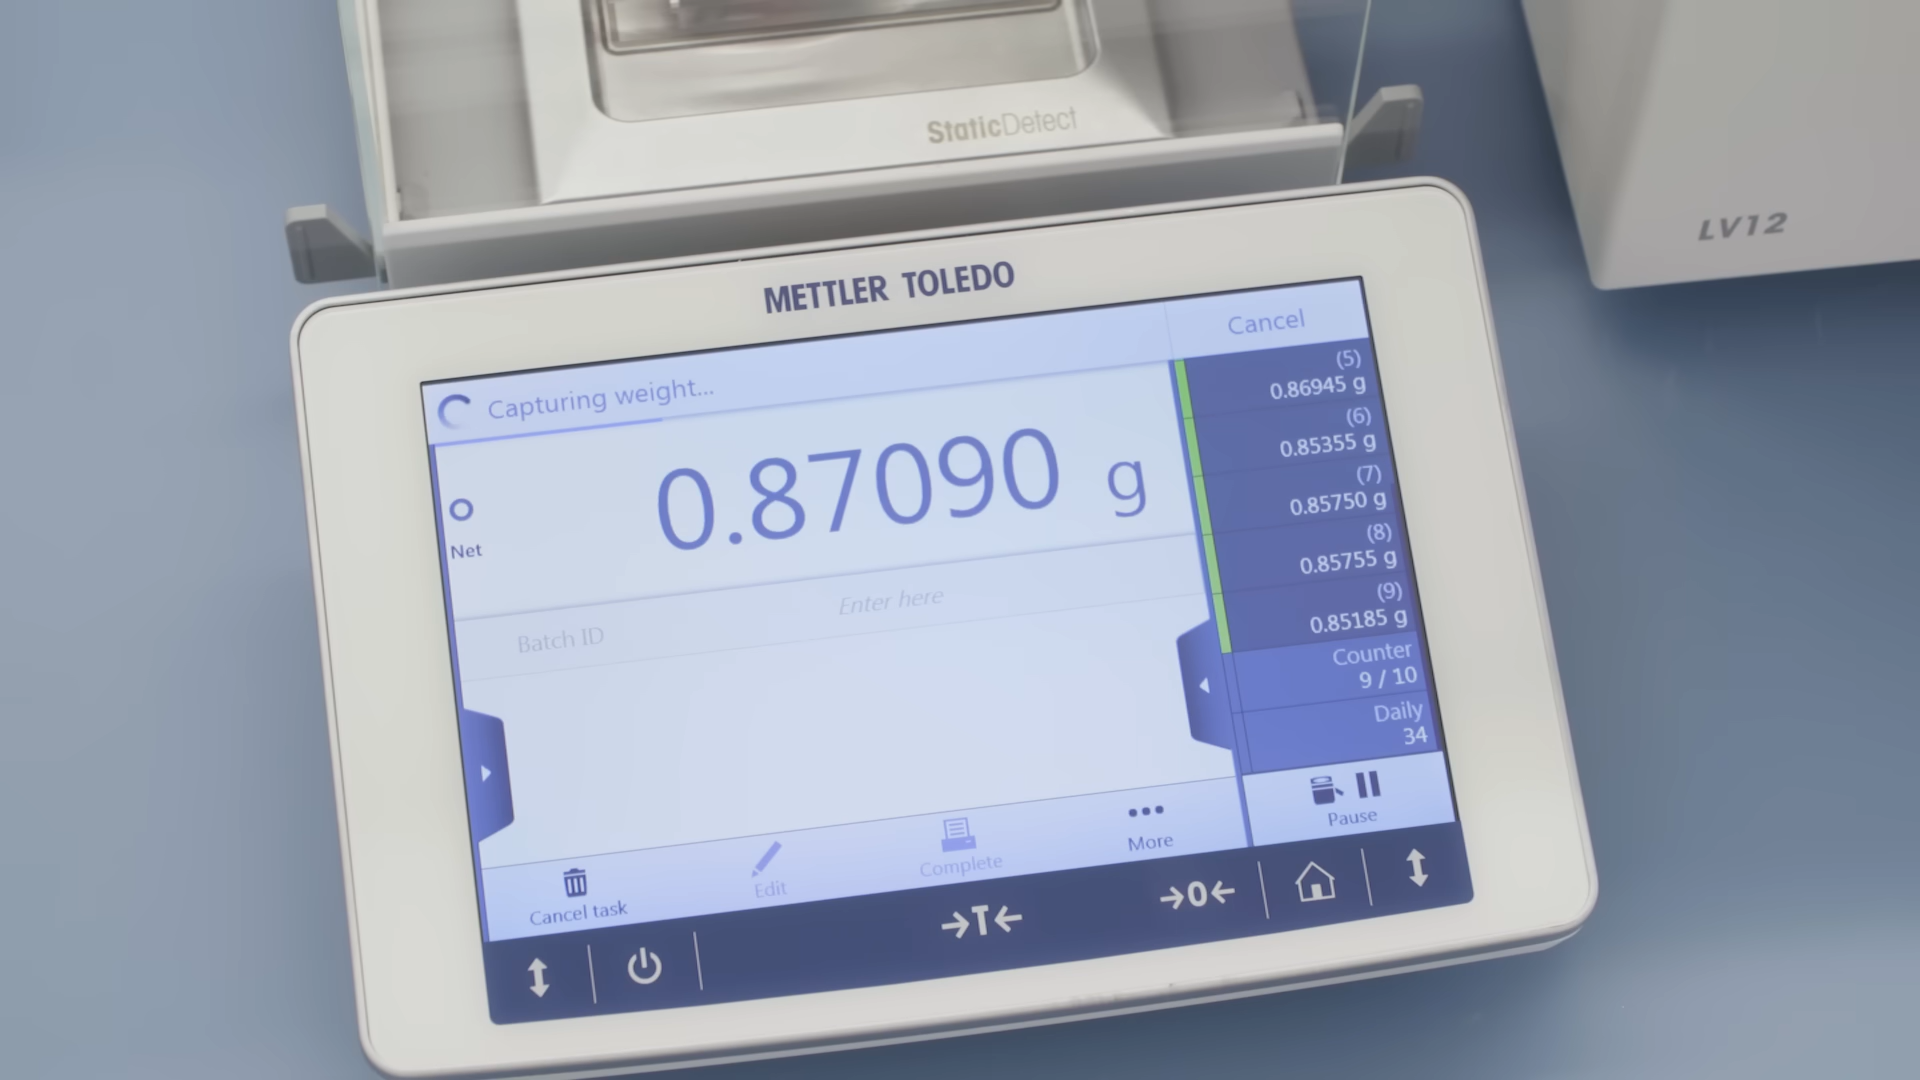 StaticDetect
LV12
METTLER TOLEDO
Capturing weight...
Cancel
Net
0.87090 g
Batch ID
Enter here
(5)
0.86945 g
(6)
0.85355 g
(7)
0.85750 g
(8)
0.85755 g
(9)
0.85185 g
Counter
9 / 10
Daily
34
Cancel task
Edit
Complete
More
Pause
→T←
→0←